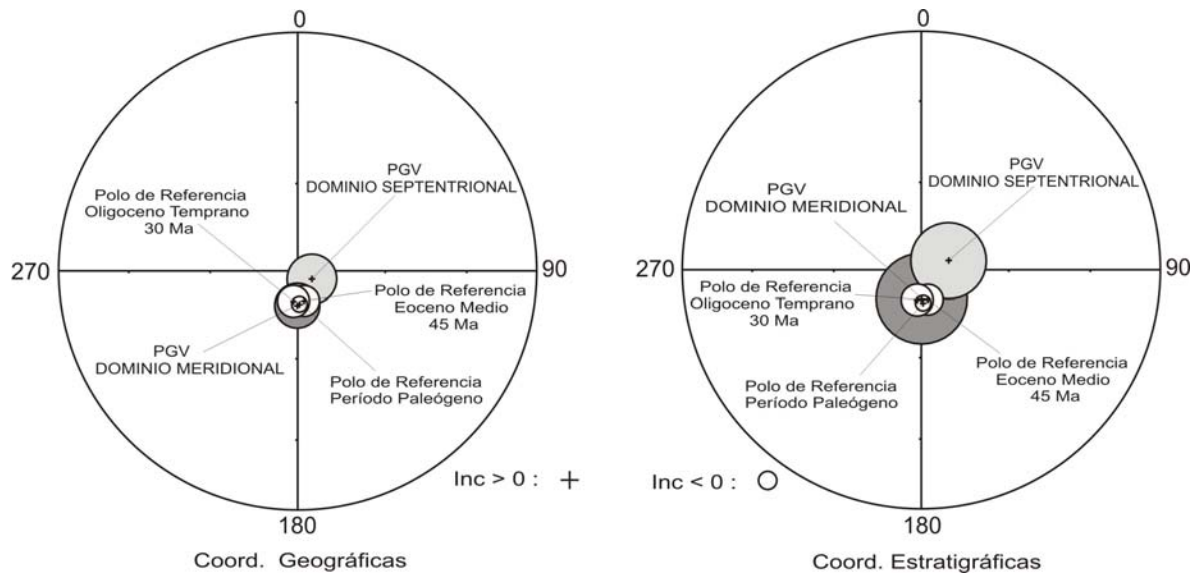 0
PGV
DOMINIO SEPTENTRIONAL
Polo de Referencia
Oligoceno Temprano
30 Ma
270
90
Polo de Referencia
Eoceno Medio
45 Ma
PGV
DOMINIO MERIDIONAL
Polo de Referencia
Período Paleógeno
180
Coord. Geográficas
Inc > 0 : +
Inc < 0 : O
0
PGV
DOMINIO SEPTENTRIONAL
PGV
DOMINIO MERIDIONAL
270
90
Polo de Referencia
Oligoceno Temprano
30 Ma
Polo de Referencia
Eoceno Medio
45 Ma
Polo de Referencia
Período Paleógeno
180
Coord. Estratigráficas